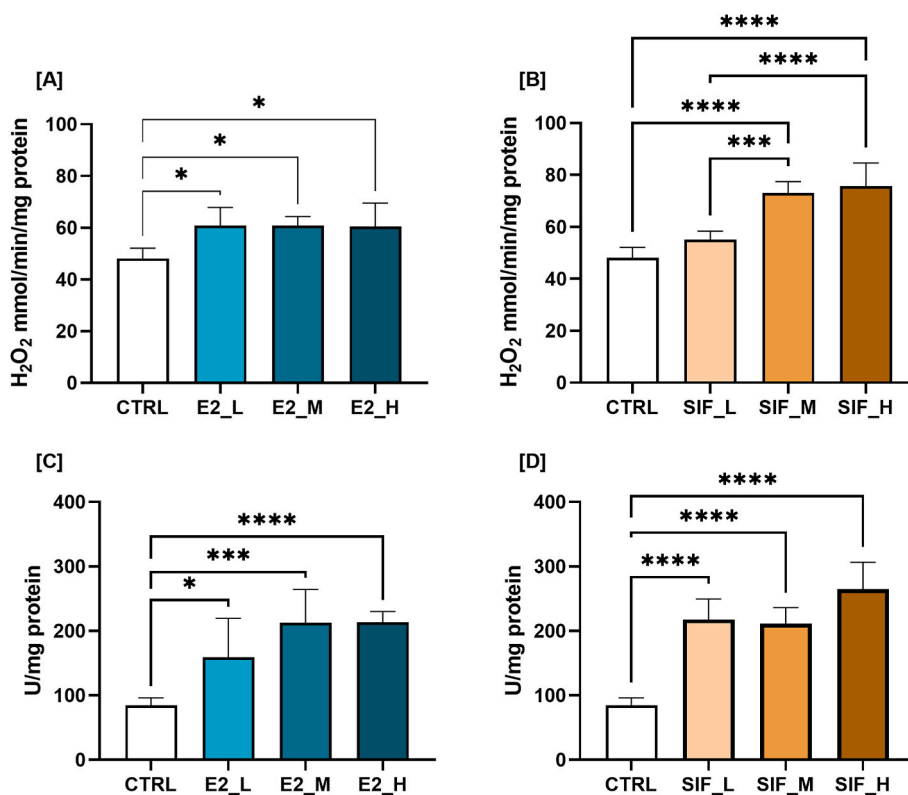 [A]
*
*
*
H₂O₂ mmol/min/mg protein
100
80
60
40
20
0
CTRL E2_L E2_M E2_H
[B]
****
****
****
***
H₂O₂ mmol/min/mg protein
100
80
60
40
20
0
CTRL SIF_L SIF_M SIF_H
[C]
****
***
*
U/mg protein
400
300
200
100
0
CTRL E2_L E2_M E2_H
[D]
****
****
****
U/mg protein
400
300
200
100
0
CTRL SIF_L SIF_M SIF_H